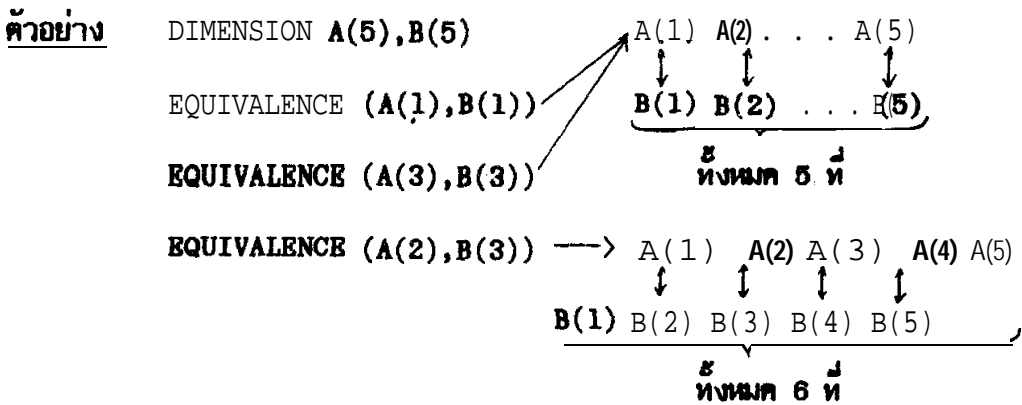 ตัวอย่าง DIMENSION A(5),B(5) A(1) A(2) . . . A(5)
EQUIVALENCE (A(1),B(1)) B(1) B(2) . . . B(5)
EQUIVALENCE (A(3),B(3)) ทั้งหมด 5 ที่
EQUIVALENCE (A(2),B(3)) A(1) A(2) A(3) A(4) A(5)
B(1) B(2) B(3) B(4) B(5)
ทั้งหมด 6 ที่